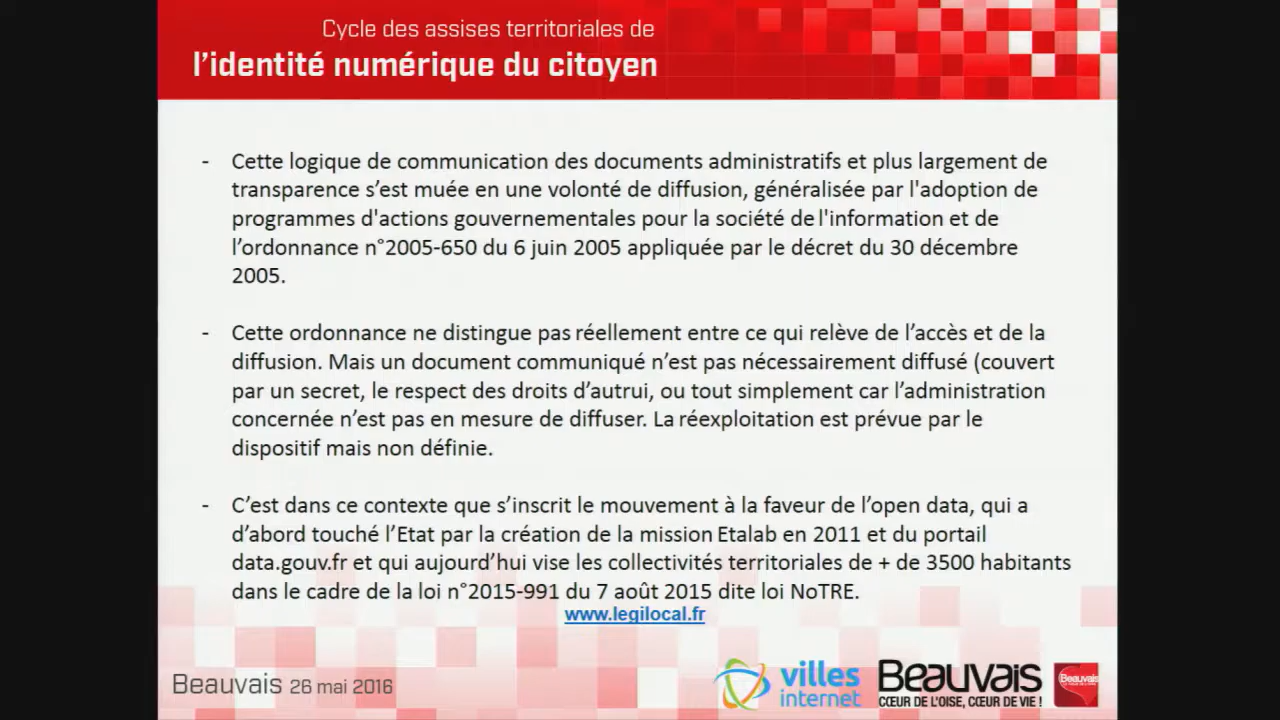 Cycle des assises territoriales de
l'identité numérique du citoyen
- Cette logique de communication des documents administratifs et plus largement de
transparence s'est muée en une volonté de diffusion, généralisée par l'adoption de
programmes d'actions gouvernementales pour la société de l'information et de
l'ordonnance n°2005-650 du 6 juin 2005 appliquée par le décret du 30 décembre
2005.
- Cette ordonnance ne distingue pas réellement entre ce qui relève de l'accès et de la
diffusion. Mais un document communiqué n'est pas nécessairement diffusé (couvert
par un secret, le respect des droits d'autrui, ou tout simplement car l'administration
concernée n'est pas en mesure de diffuser. La réexploitation est prévue par le
dispositif mais non définie.
- C'est dans ce contexte que s'inscrit le mouvement à la faveur de l'open data, qui a
d'abord touché l'Etat par la création de la mission Etalab en 2011 et du portail
data.gouv.fr et qui aujourd'hui vise les collectivités territoriales de + de 3500 habitants
dans le cadre de la loi n°2015-991 du 7 août 2015 dite loi NoTRE.
www.legilocal.fr
Beauvais 26 mai 2016
villes
internet
Beauvais
CŒUR DE L'OISE, CŒUR DE VIE !
Beauvais